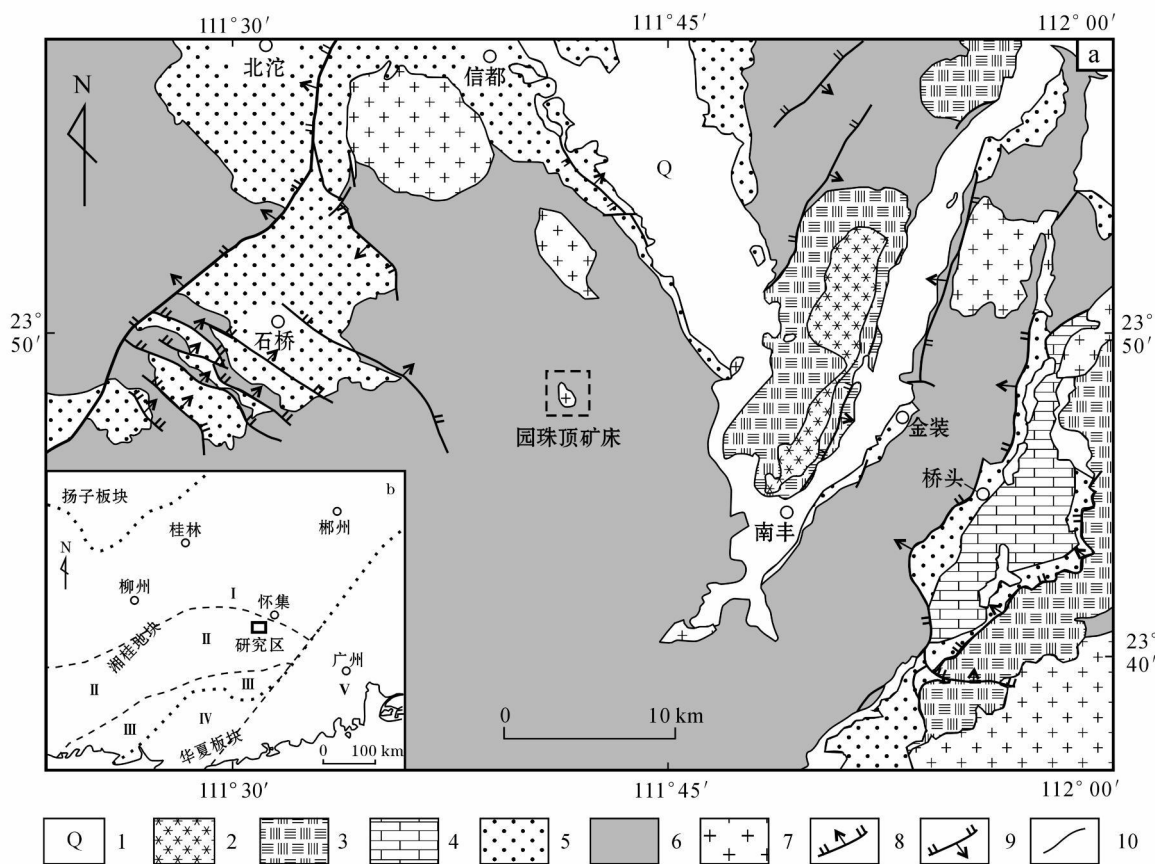 111°30′ 111°45′ 112°00′
a
北沱
信都
N
Q
23°
50′
石桥
23°
50′
园珠顶矿床
金装
桥头
南丰
23°
40′
0 10 km
b
扬子板块
桂林
郴州
N
柳州
I
怀集
湘桂地块
II
研究区
广州
II
III
V
III
IV
华夏板块
0 100 km
111°30′ 111°45′ 112°00′
Q 1 2 3 4 5 6 7 8 9 10